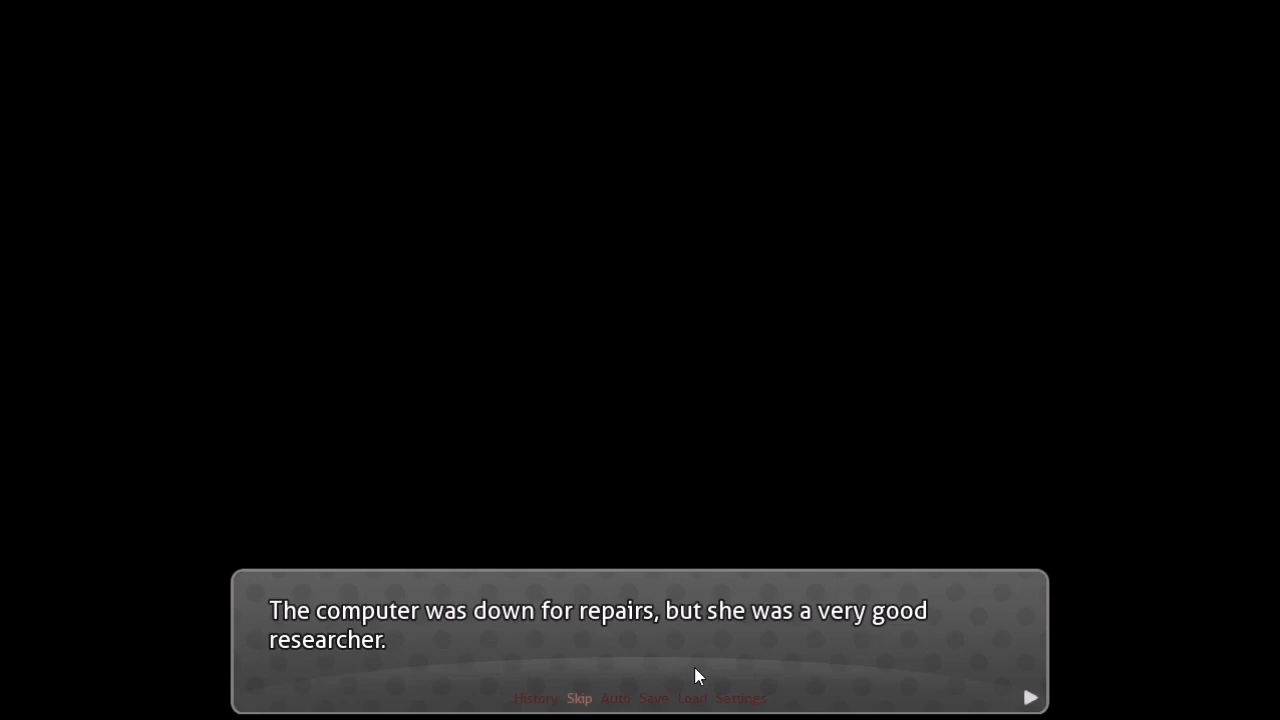 The computer was down for repairs, but she was a very good
researcher.
History Skip Auto Save Load Settings